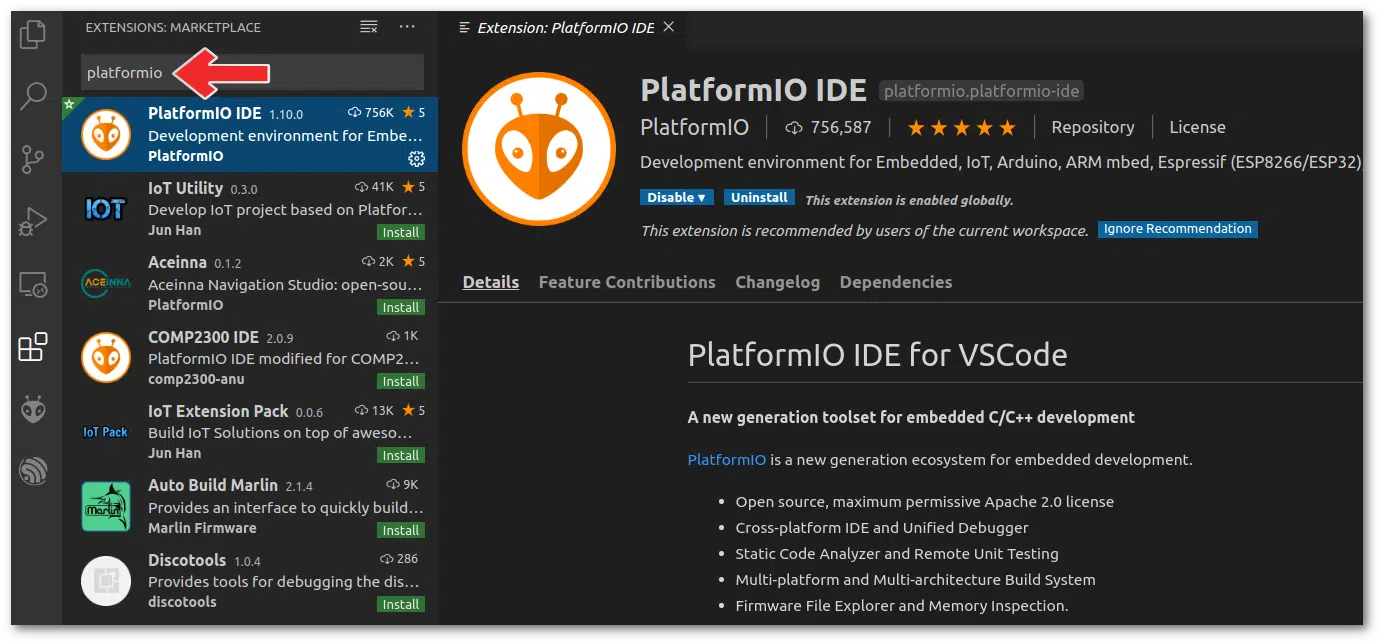 EXTENSIONS: MARKETPLACE
platformio
PlatformIO IDE 1.10.0 756K 5
Development environment for Embe...
PlatformIO
IOT
IoT Utility 0.3.0 41K 5
Develop IoT project based on Platfor...
Jun Han
Install
ACEINNA
Aceinna 0.1.2 2K 5
Aceinna Navigation Studio: open-sou...
PlatformIO
Install
COMP2300 IDE 2.0.9 1K
PlatformIO IDE modified for COMP2...
comp2300-anu
Install
IoT Pack
IoT Extension Pack 0.0.6 13K 5
Build IoT Solutions on top of aweso...
Jun Han
Install
Marlin
Auto Build Marlin 2.1.4 9K
Provides an interface to quickly build...
Marlin Firmware
Install
Discotools 1.0.4 286
Provides tools for debugging the dis...
discotools
Install
Extension: PlatformIO IDE
PlatformIO IDE platformio.platformio-ide
PlatformIO 756,587 Repository License
Development environment for Embedded, IoT, Arduino, ARM mbed, Espressif (ESP8266/ESP32)
Disable Uninstall This extension is enabled globally.
This extension is recommended by users of the current workspace. Ignore Recommendation
Details Feature Contributions Changelog Dependencies
PlatformIO IDE for VSCode
A new generation toolset for embedded C/C++ development
PlatformIO is a new generation ecosystem for embedded development.
• Open source, maximum permissive Apache 2.0 license
• Cross-platform IDE and Unified Debugger
• Static Code Analyzer and Remote Unit Testing
• Multi-platform and Multi-architecture Build System
• Firmware File Explorer and Memory Inspection.